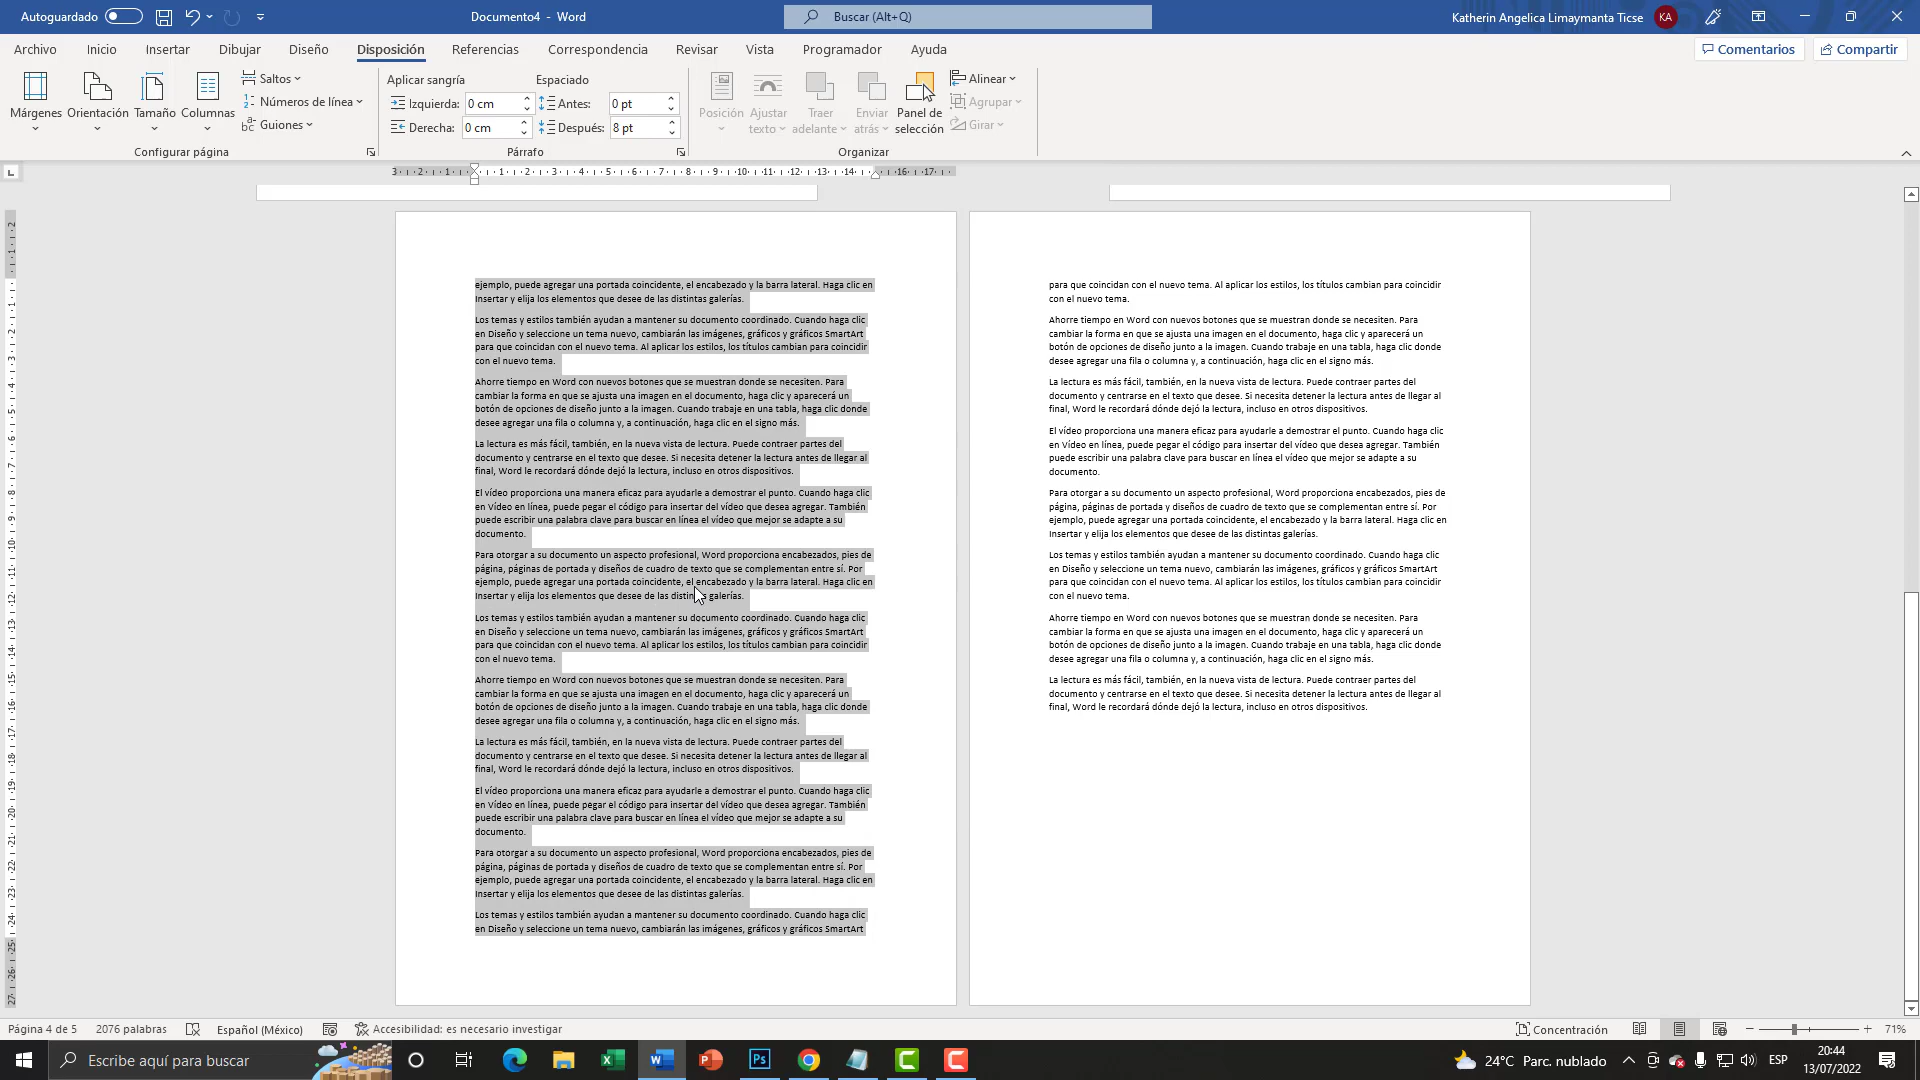 Autoguardado
Documento4 - Word
Buscar (Alt+Q)
Katherin Angelica Limaymanta Ticse
KA
Archivo
Inicio
Insertar
Dibujar
Diseño
Disposición
Referencias
Correspondencia
Revisar
Vista
Programador
Ayuda
Comentarios
Compartir
Márgenes
Orientación
Tamaño
Columnas
Saltos
Números de línea
Guiones
Configurar página
Aplicar sangría
Izquierda: 0 cm
Derecha: 0 cm
Espaciado
Antes: 0 pt
Después: 8 pt
Párrafo
Posición
Ajustar texto
Traer adelante
Enviar atrás
Panel de selección
Alinear
Agrupar
Girar
Organizar
ejemplo, puede agregar una portada coincidente, el encabezado y la barra lateral. Haga clic en
Insertar y elija los elementos que desee de las distintas galerías.
Los temas y estilos también ayudan a mantener su documento coordinado. Cuando haga clic
en Diseño y seleccione un tema nuevo, cambiarán las imágenes, gráficos y gráficos SmartArt
para que coincidan con el nuevo tema. Al aplicar los estilos, los títulos cambian para coincidir
con el nuevo tema.
Ahorre tiempo en Word con nuevos botones que se muestran donde se necesiten. Para
cambiar la forma en que se ajusta una imagen en el documento, haga clic y aparecerá un
botón de opciones de diseño junto a la imagen. Cuando trabaje en una tabla, haga clic donde
desee agregar una fila o columna y, a continuación, haga clic en el signo más.
La lectura es más fácil, también, en la nueva vista de lectura. Puede contraer partes del
documento y centrarse en el texto que desee. Si necesita detener la lectura antes de llegar al
final, Word le recordará dónde dejó la lectura, incluso en otros dispositivos.
El vídeo proporciona una manera eficaz para ayudarle a demostrar el punto. Cuando haga clic
en Vídeo en línea, puede pegar el código para insertar del vídeo que desea agregar. También
puede escribir una palabra clave para buscar en línea el vídeo que mejor se adapte a su
documento.
Para otorgar a su documento un aspecto profesional, Word proporciona encabezados, pies de
página, páginas de portada y diseños de cuadro de texto que se complementan entre sí. Por
ejemplo, puede agregar una portada coincidente, el encabezado y la barra lateral. Haga clic en
Insertar y elija los elementos que desee de las distintas galerías.
Los temas y estilos también ayudan a mantener su documento coordinado. Cuando haga clic
en Diseño y seleccione un tema nuevo, cambiarán las imágenes, gráficos y gráficos SmartArt
para que coincidan con el nuevo tema. Al aplicar los estilos, los títulos cambian para coincidir
con el nuevo tema.
Ahorre tiempo en Word con nuevos botones que se muestran donde se necesiten. Para
cambiar la forma en que se ajusta una imagen en el documento, haga clic y aparecerá un
botón de opciones de diseño junto a la imagen. Cuando trabaje en una tabla, haga clic donde
desee agregar una fila o columna y, a continuación, haga clic en el signo más.
La lectura es más fácil, también, en la nueva vista de lectura. Puede contraer partes del
documento y centrarse en el texto que desee. Si necesita detener la lectura antes de llegar al
final, Word le recordará dónde dejó la lectura, incluso en otros dispositivos.
El vídeo proporciona una manera eficaz para ayudarle a demostrar el punto. Cuando haga clic
en Vídeo en línea, puede pegar el código para insertar del vídeo que desea agregar. También
puede escribir una palabra clave para buscar en línea el vídeo que mejor se adapte a su
documento.
Para otorgar a su documento un aspecto profesional, Word proporciona encabezados, pies de
página, páginas de portada y diseños de cuadro de texto que se complementan entre sí. Por
ejemplo, puede agregar una portada coincidente, el encabezado y la barra lateral. Haga clic en
Insertar y elija los elementos que desee de las distintas galerías.
Los temas y estilos también ayudan a mantener su documento coordinado. Cuando haga clic
en Diseño y seleccione un tema nuevo, cambiarán las imágenes, gráficos y gráficos SmartArt
para que coincidan con el nuevo tema. Al aplicar los estilos, los títulos cambian para coincidir
con el nuevo tema.
Ahorre tiempo en Word con nuevos botones que se muestran donde se necesiten. Para
cambiar la forma en que se ajusta una imagen en el documento, haga clic y aparecerá un
botón de opciones de diseño junto a la imagen. Cuando trabaje en una tabla, haga clic donde
desee agregar una fila o columna y, a continuación, haga clic en el signo más.
La lectura es más fácil, también, en la nueva vista de lectura. Puede contraer partes del
documento y centrarse en el texto que desee. Si necesita detener la lectura antes de llegar al
final, Word le recordará dónde dejó la lectura, incluso en otros dispositivos.
El vídeo proporciona una manera eficaz para ayudarle a demostrar el punto. Cuando haga clic
en Vídeo en línea, puede pegar el código para insertar del vídeo que desea agregar. También
puede escribir una palabra clave para buscar en línea el vídeo que mejor se adapte a su
documento.
Para otorgar a su documento un aspecto profesional, Word proporciona encabezados, pies de
página, páginas de portada y diseños de cuadro de texto que se complementan entre sí. Por
ejemplo, puede agregar una portada coincidente, el encabezado y la barra lateral. Haga clic en
Insertar y elija los elementos que desee de las distintas galerías.
Los temas y estilos también ayudan a mantener su documento coordinado. Cuando haga clic
en Diseño y seleccione un tema nuevo, cambiarán las imágenes, gráficos y gráficos SmartArt
para que coincidan con el nuevo tema. Al aplicar los estilos, los títulos cambian para coincidir
con el nuevo tema.
Ahorre tiempo en Word con nuevos botones que se muestran donde se necesiten. Para
cambiar la forma en que se ajusta una imagen en el documento, haga clic y aparecerá un
botón de opciones de diseño junto a la imagen. Cuando trabaje en una tabla, haga clic donde
desee agregar una fila o columna y, a continuación, haga clic en el signo más.
La lectura es más fácil, también, en la nueva vista de lectura. Puede contraer partes del
documento y centrarse en el texto que desee. Si necesita detener la lectura antes de llegar al
final, Word le recordará dónde dejó la lectura, incluso en otros dispositivos.
Página 4 de 5
2076 palabras
Español (México)
Accesibilidad: es necesario investigar
Concentración
71%
Escribe aquí para buscar
24°C Parc. nublado
ESP
20:44
13/07/2022